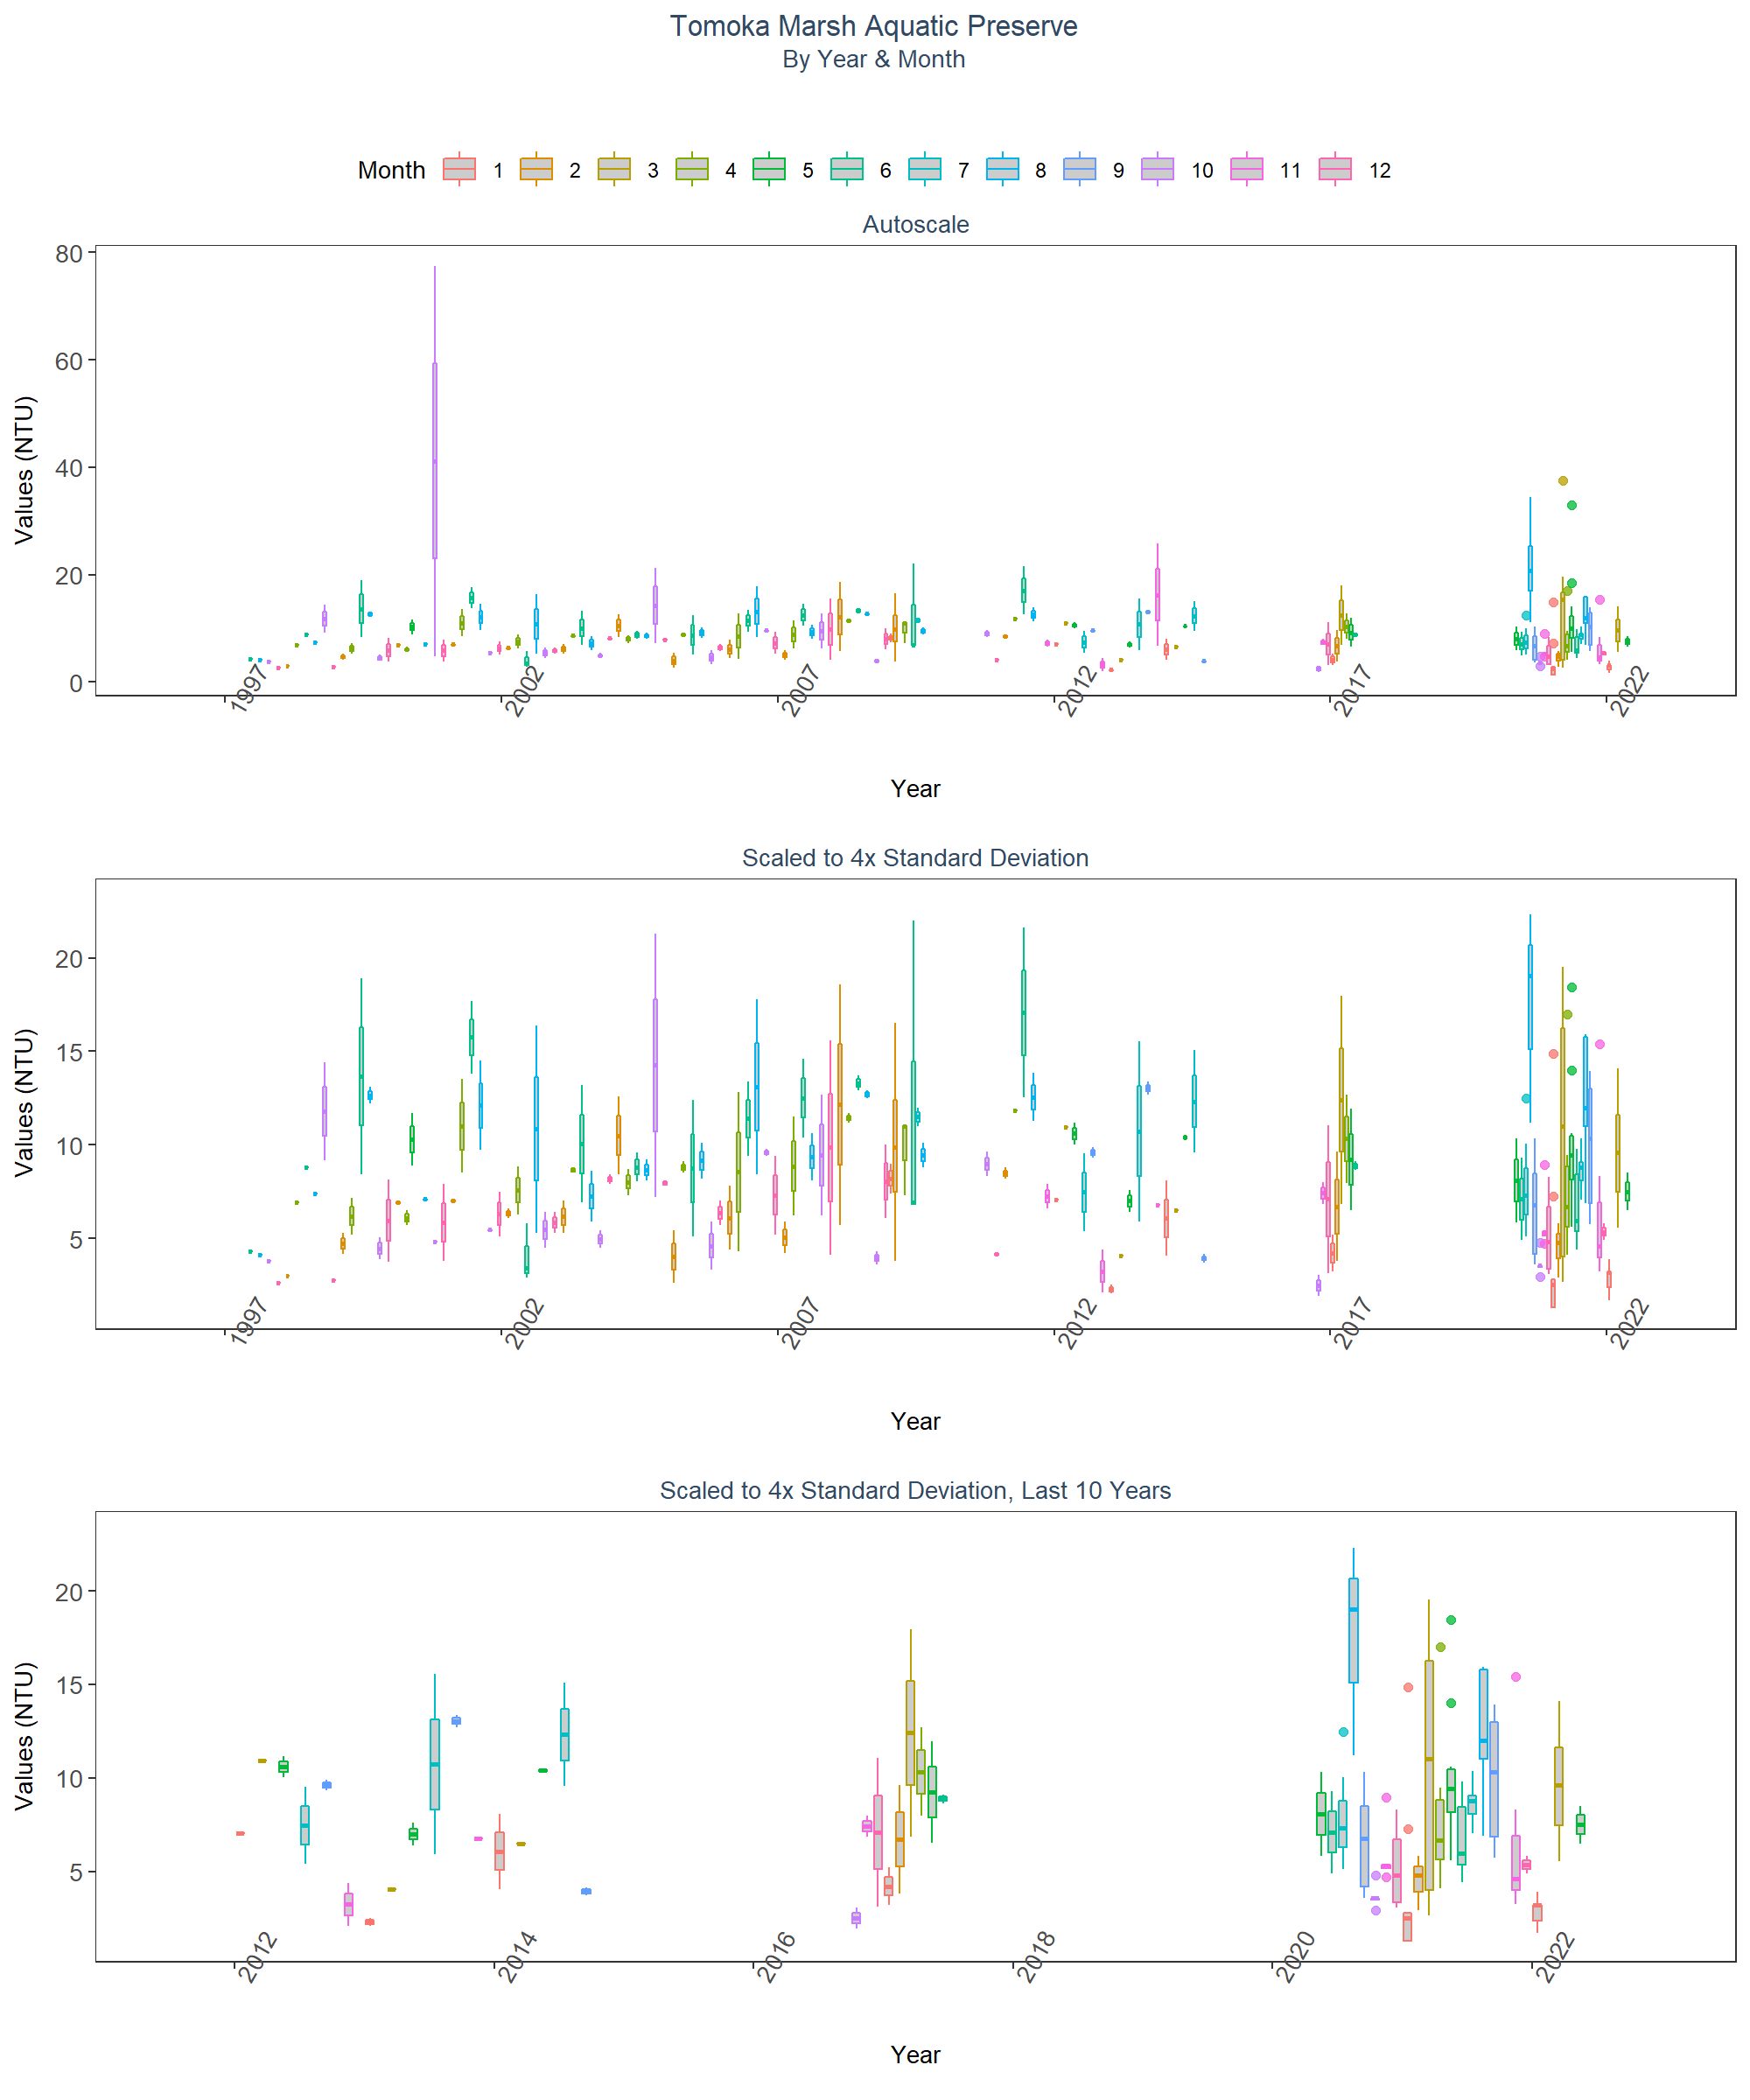 Tomoka Marsh Aquatic Preserve
By Year & Month
Month 1 2 3 4 5 6 7 8 9 10 11 12
Autoscale
Values (NTU)
80
60
40
20
0
1997 2002 2007 2012 2017 2022
Year
Scaled to 4x Standard Deviation
Values (NTU)
20
15
10
5
1997 2002 2007 2012 2017 2022
Year
Scaled to 4x Standard Deviation, Last 10 Years
Values (NTU)
20
15
10
5
2012 2014 2016 2018 2020 2022
Year